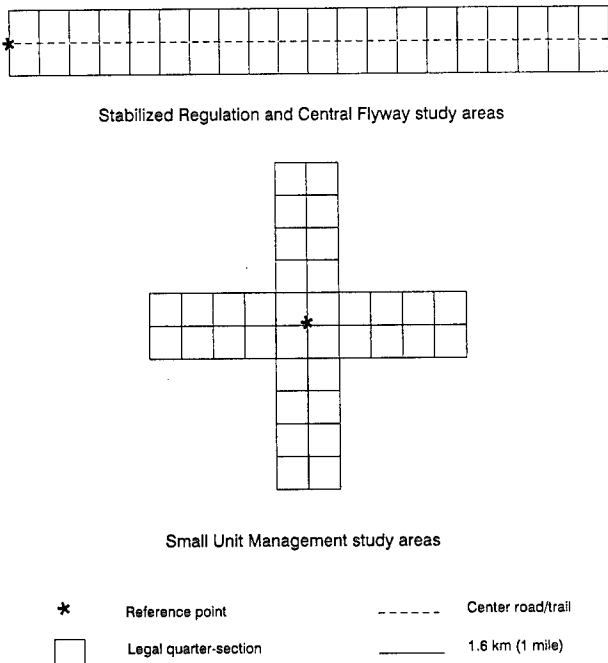 Stabilized Regulation and Central Flyway study areas
Small Unit Management study areas
* Reference point
Center road/trail
Legal quarter-section
1.6 km (1 mile)